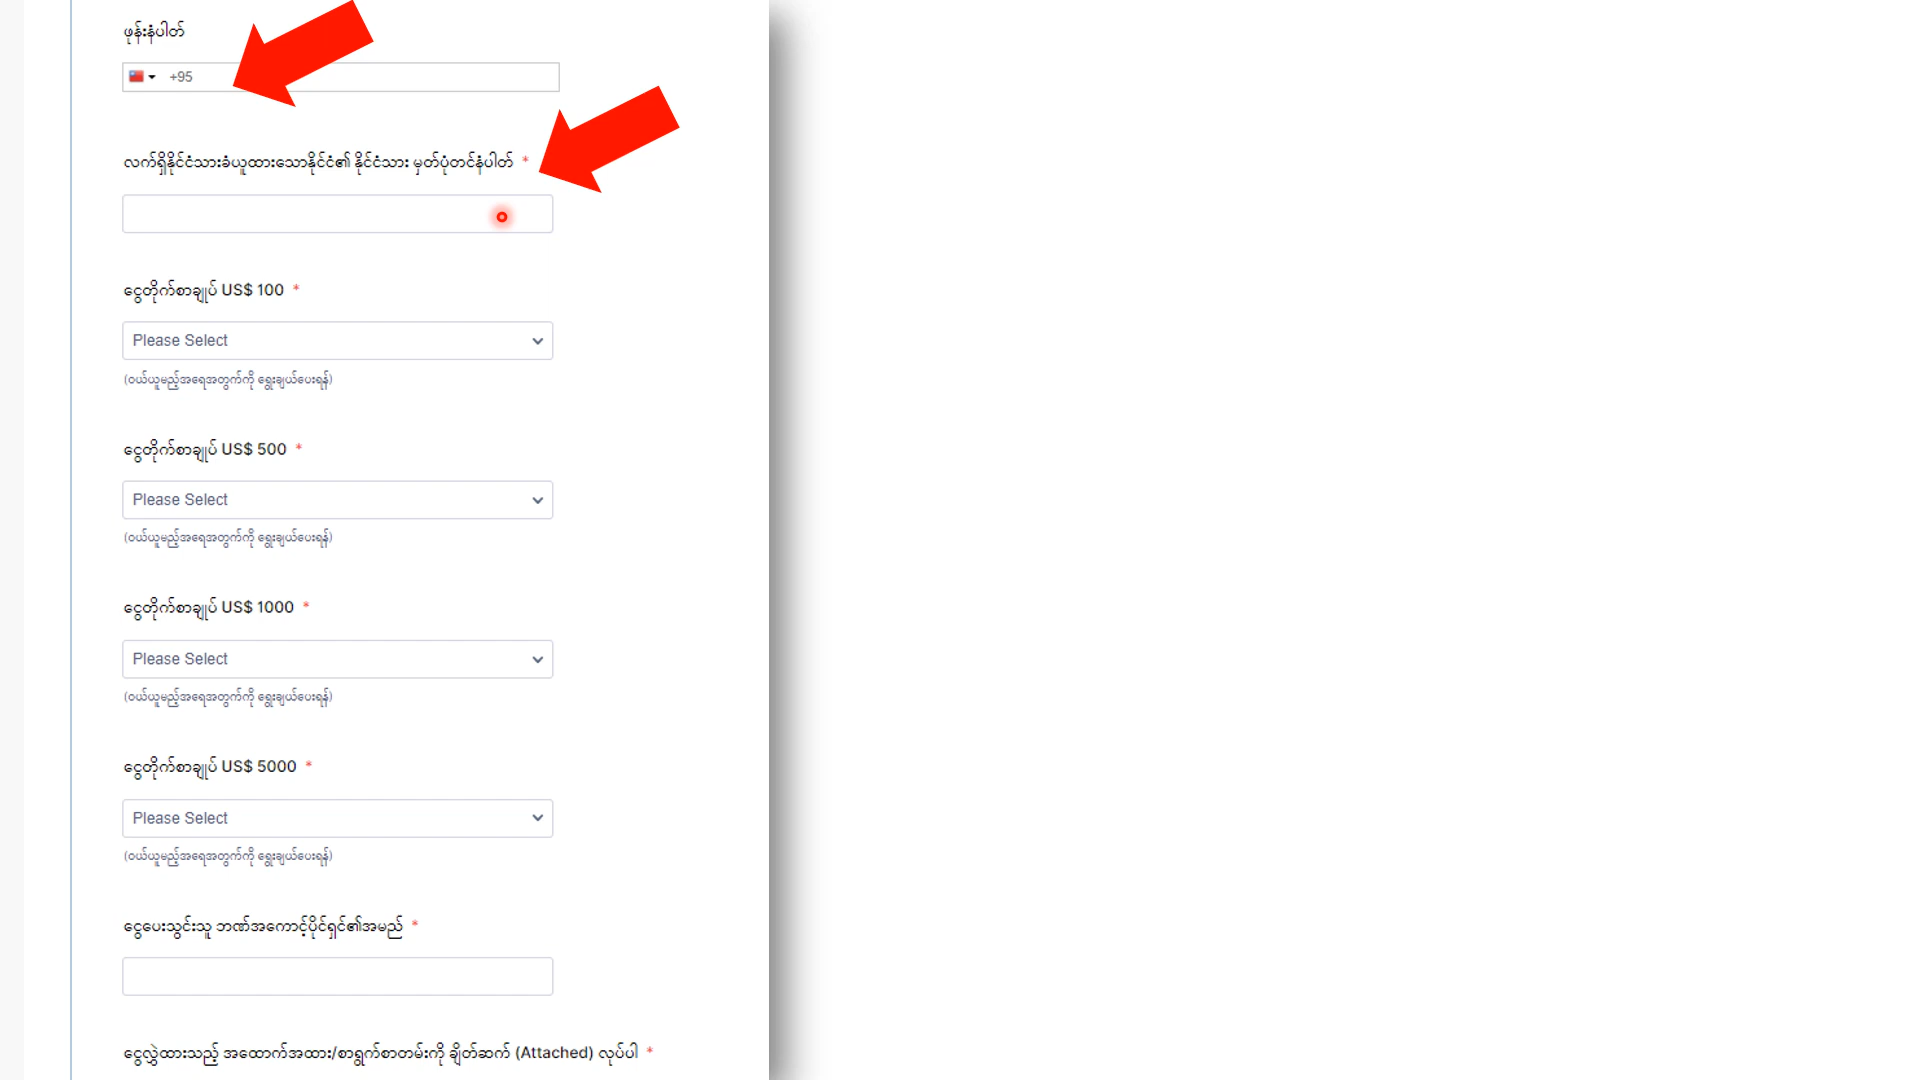 ဖုန်းနံပါတ်
+95
လက်ရှိနိုင်ငံသားခံယူထားသောနိုင်ငံ၏ နိုင်ငံသား မှတ်ပုံတင်နံပါတ် *
ငွေတိုက်စာချုပ် US$ 100 *
Please Select
(ဝယ်ယူမည့်အရေအတွက်ကို ရွေးချယ်ပေးရန်)
ငွေတိုက်စာချုပ် US$ 500 *
Please Select
(ဝယ်ယူမည့်အရေအတွက်ကို ရွေးချယ်ပေးရန်)
ငွေတိုက်စာချုပ် US$ 1000 *
Please Select
(ဝယ်ယူမည့်အရေအတွက်ကို ရွေးချယ်ပေးရန်)
ငွေတိုက်စာချုပ် US$ 5000 *
Please Select
(ဝယ်ယူမည့်အရေအတွက်ကို ရွေးချယ်ပေးရန်)
ငွေပေးသွင်းသူ ဘဏ်အကောင့်ပိုင်ရှင်၏အမည် *
ငွေလွှဲထားသည့် အထောက်အထား/စာရွက်စာတမ်းကို ချိတ်ဆက် (Attached) လုပ်ပါ *